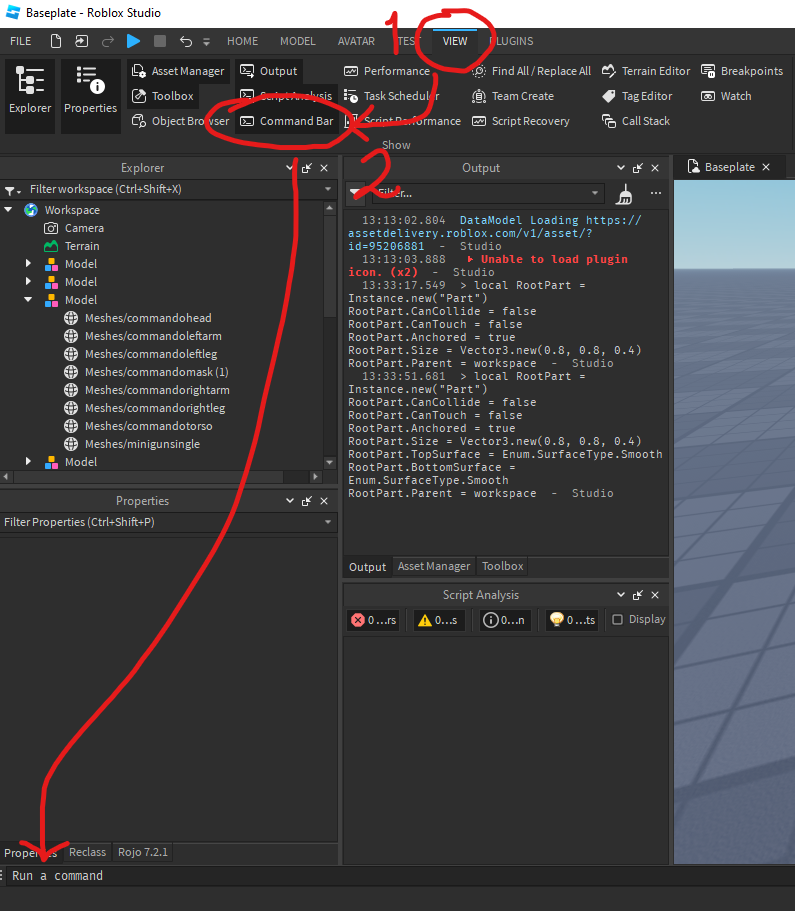 Baseplate - Roblox Studio
FILE HOME MODEL AVATAR TEST VIEW PLUGINS
1
Explorer
Properties
Asset Manager
Toolbox
Object Browser
Output
Script Analysis
Command Bar
Performance
Task Scheduler
Script Performance
Find All / Replace All
Team Create
Script Recovery
Terrain Editor
Tag Editor
Call Stack
Breakpoints
Watch
Show
2
Explorer
Filter workspace (Ctrl+Shift+X)
Workspace
Camera
Terrain
Model
Model
Model
Meshes/commandohead
Meshes/commandoleftarm
Meshes/commandoleftleg
Meshes/commandomask (1)
Meshes/commandorightarm
Meshes/commandorightleg
Meshes/commandotorso
Meshes/minigunsingle
Model
Properties
Filter Properties (Ctrl+Shift+P)
Properties Reclass Rojo 7.2.1
Output
Filter...
13:13:02.804 DataModel Loading https://
assetdelivery.roblox.com/v1/asset/?
id=95206881 - Studio
13:13:03.888 Unable to load plugin
icon. (x2) - Studio
13:33:17.549 > local RootPart =
Instance.new("Part")
RootPart.CanCollide = false
RootPart.CanTouch = false
RootPart.Anchored = true
RootPart.Size = Vector3.new(0.8, 0.8, 0.4)
RootPart.Parent = workspace - Studio
13:33:51.681 > local RootPart =
Instance.new("Part")
RootPart.CanCollide = false
RootPart.CanTouch = false
RootPart.Anchored = true
RootPart.Size = Vector3.new(0.8, 0.8, 0.4)
RootPart.TopSurface = Enum.SurfaceType.Smooth
RootPart.BottomSurface =
Enum.SurfaceType.Smooth
RootPart.Parent = workspace - Studio
Output Asset Manager Toolbox
Script Analysis
0 ...rs 0...s 0...n 0 ...ts Display
Baseplate
Run a command